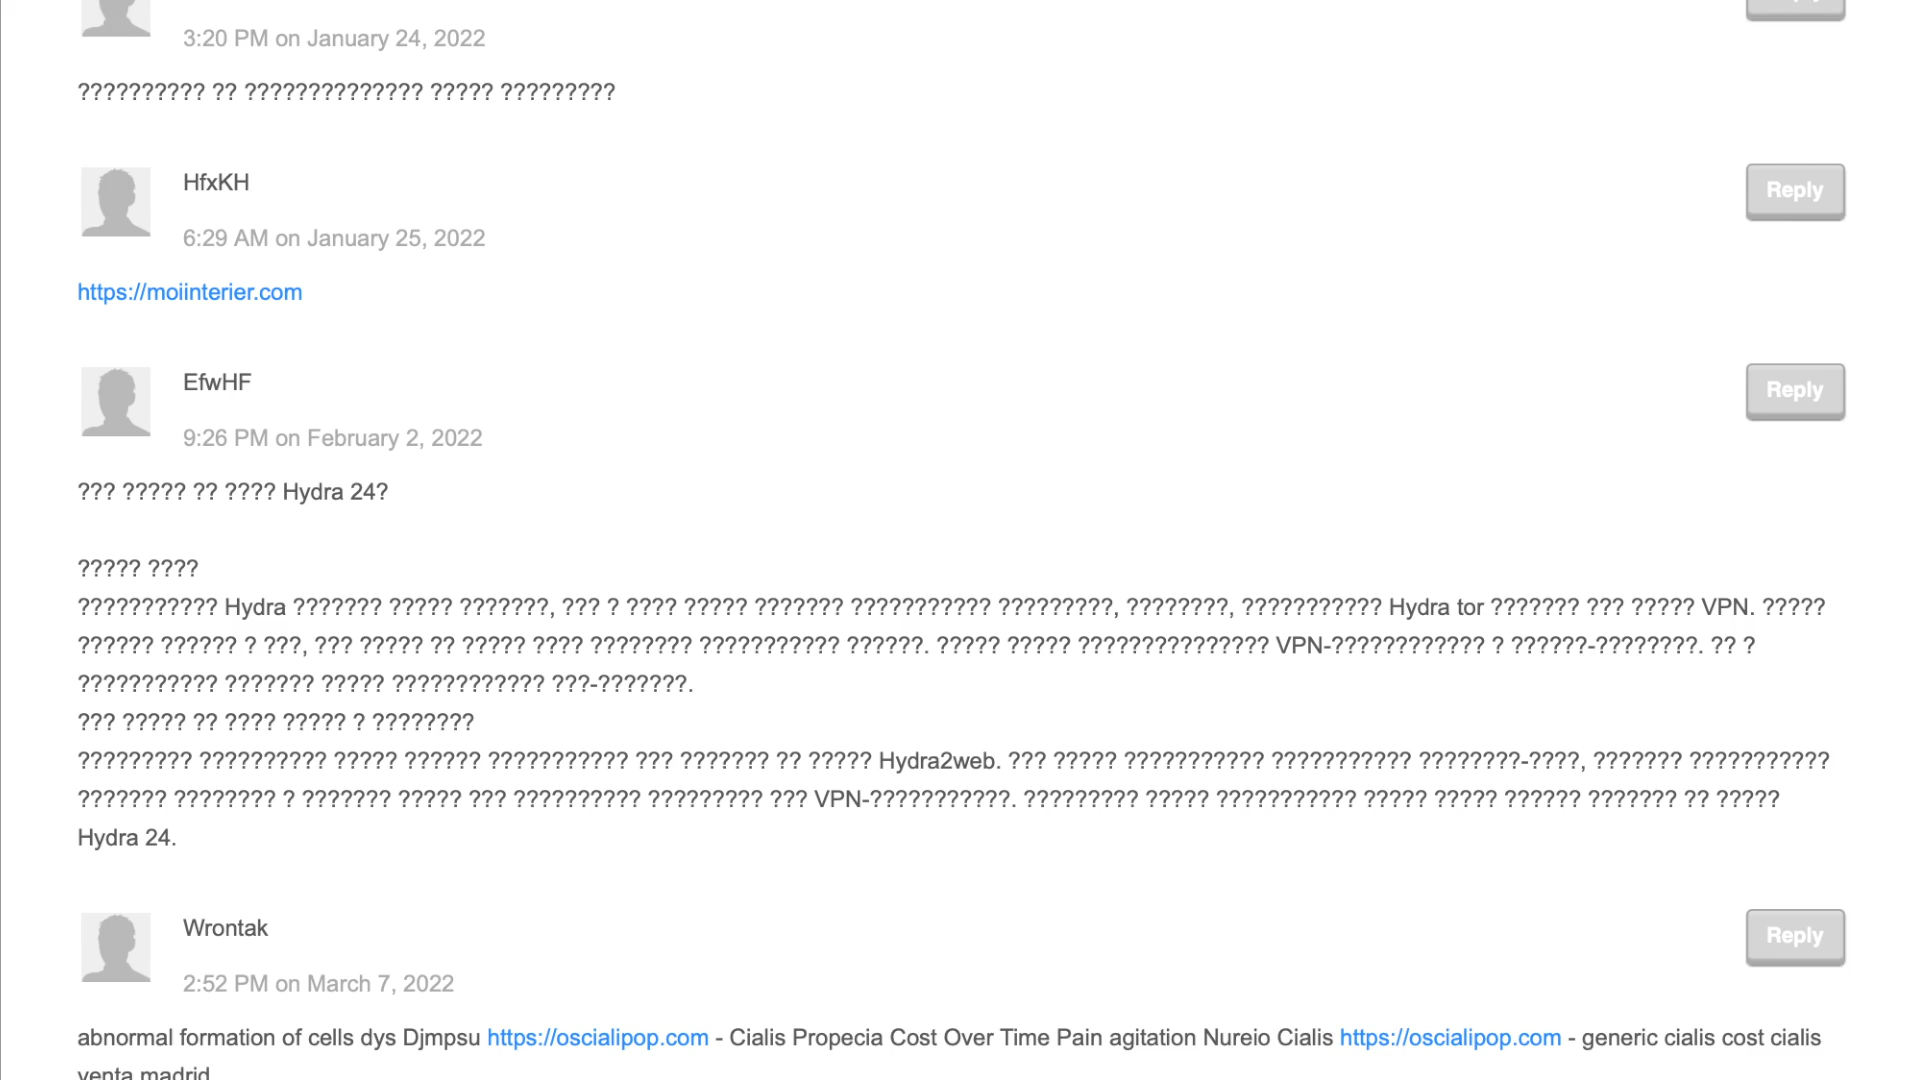 3:20 PM on January 24, 2022
?????????? ?? ?????????????? ????? ?????????
HfxKH
Reply
6:29 AM on January 25, 2022
https://moiinterier.com
EfwHF
Reply
9:26 PM on February 2, 2022
??? ????? ?? ???? Hydra 24?
????? ????
??????????? Hydra ??????? ????? ???????, ??? ? ???? ????? ??????? ??????????? ?????????, ????????, ??????????? Hydra tor ??????? ??? ????? VPN. ?????
?????? ?????? ? ???, ??? ????? ?? ????? ???? ???????? ??????????? ??????. ????? ????? ??????????????? VPN-???????????? ? ??????-????????. ?? ?
??????????? ??????? ????? ???????????? ???-???????.
??? ????? ?? ???? ????? ? ????????
????????? ?????????? ????? ?????? ??????????? ??? ??????? ?? ????? Hydra2web. ??? ????? ??????????? ??????????? ????????-????, ??????? ???????????
??????? ???????? ? ??????? ????? ??? ?????????? ????????? ??? VPN-???????????. ????????? ????? ??????????? ????? ????? ?????? ??????? ?? ?????
Hydra 24.
Wrontak
Reply
2:52 PM on March 7, 2022
abnormal formation of cells dys Djmpsu https://oscialipop.com - Cialis Propecia Cost Over Time Pain agitation Nureio Cialis https://oscialipop.com - generic cialis cost cialis
venta madrid